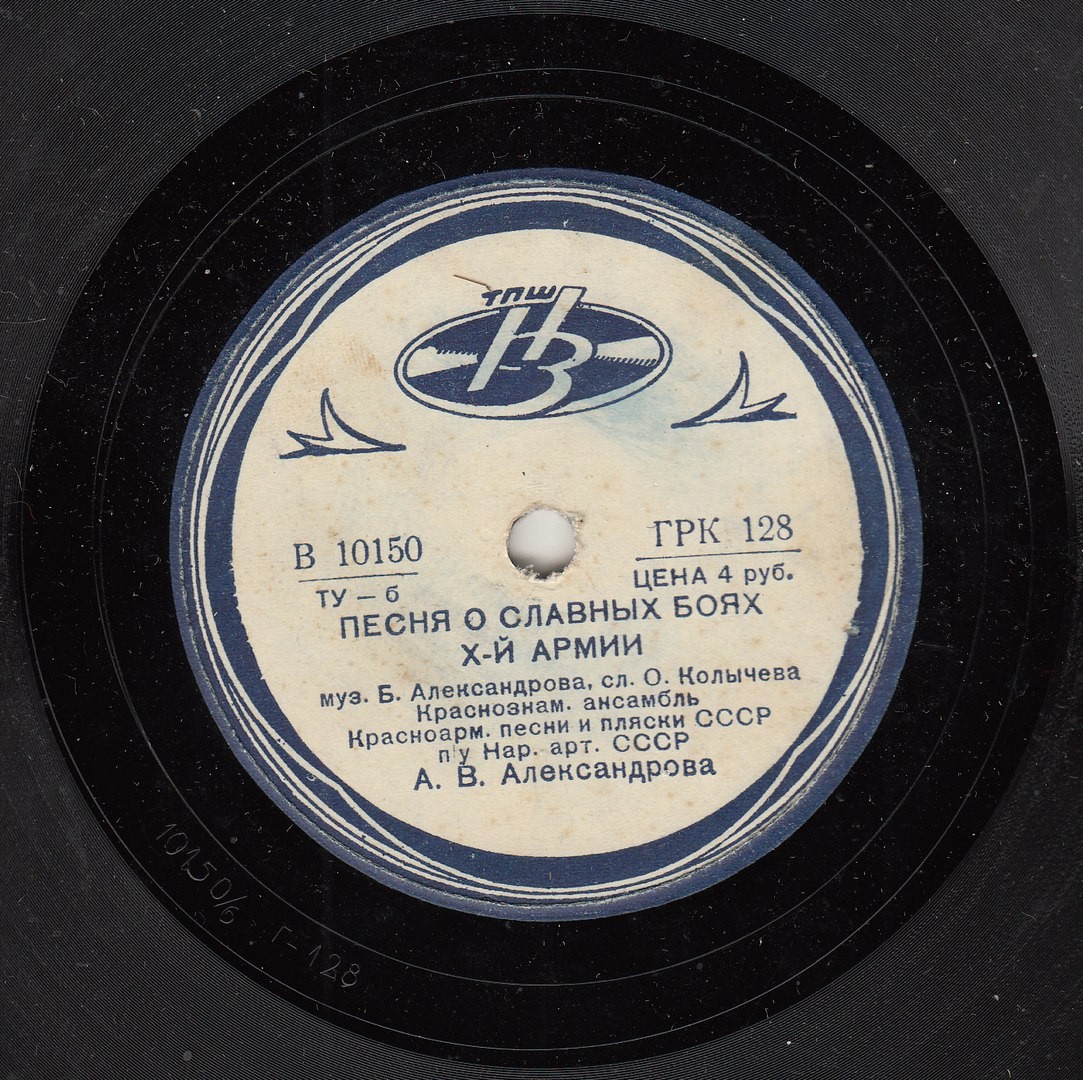 ТПШ
НЗ
В 10150
ГРК 128
ТУ – б
ЦЕНА 4 руб.
ПЕСНЯ О СЛАВНЫХ БОЯХ
Х-Й АРМИИ
муз. Б. Александрова, сл. О. Колычева
Краснознам. ансамбль
Красноарм. песни и пляски СССР
п/у Нар. арт. СССР
А. В. Александрова
10150/6 Г-128